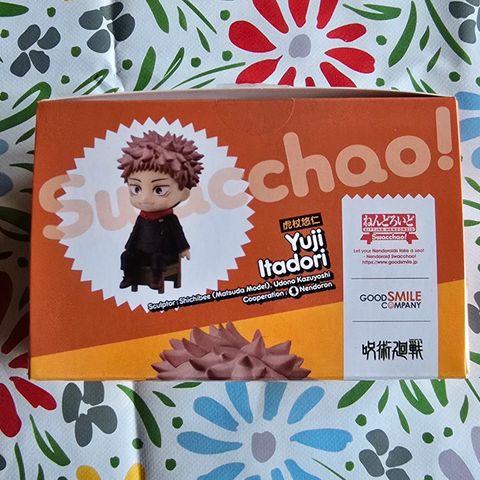 Swacchao!
虎杖悠仁
Yuji
Itadori
Sculptor : Shichibee (Matsuda Model), Udono Kazuyoshi
Cooperation : Nendoron
ねんどろいど
SITTING NENDOROID
Swacchao!
Let your Nendoroids take a seat!
- Nendoroid Swacchao!
https://www.goodsmile.jp
GOOD SMILE
COMPANY
呪術廻戦